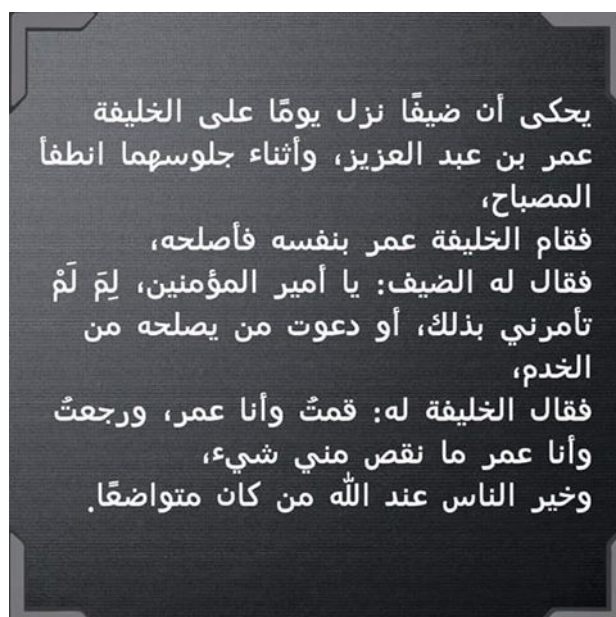 يحكى أن ضيفًا نزل يومًا على الخليفة
عمر بن عبد العزيز، وأثناء جلوسهما انطفأ
المصباح،
فقام الخليفة عمر بنفسه فأصلحه،
فقال له الضيف: يا أمير المؤمنين، لِمَ لَمْ
تأمرني بذلك، أو دعوت من يصلحه من
الخدم،
فقال الخليفة له: قمتُ وأنا عمر، ورجعتُ
وأنا عمر ما نقص مني شيء،
وخير الناس عند الله من كان متواضعًا.